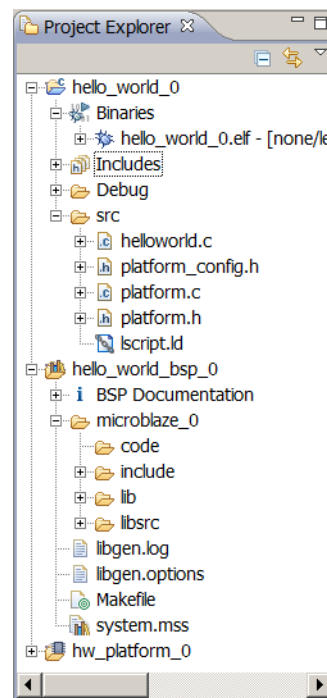 Project Explorer
hello_world_0
Binaries
hello_world_0.elf - [none/le
Includes
Debug
src
helloworld.c
platform_config.h
platform.c
platform.h
lscript.ld
hello_world_bsp_0
BSP Documentation
microblaze_0
code
include
lib
libsrc
libgen.log
libgen.options
Makefile
system.mss
hw_platform_0